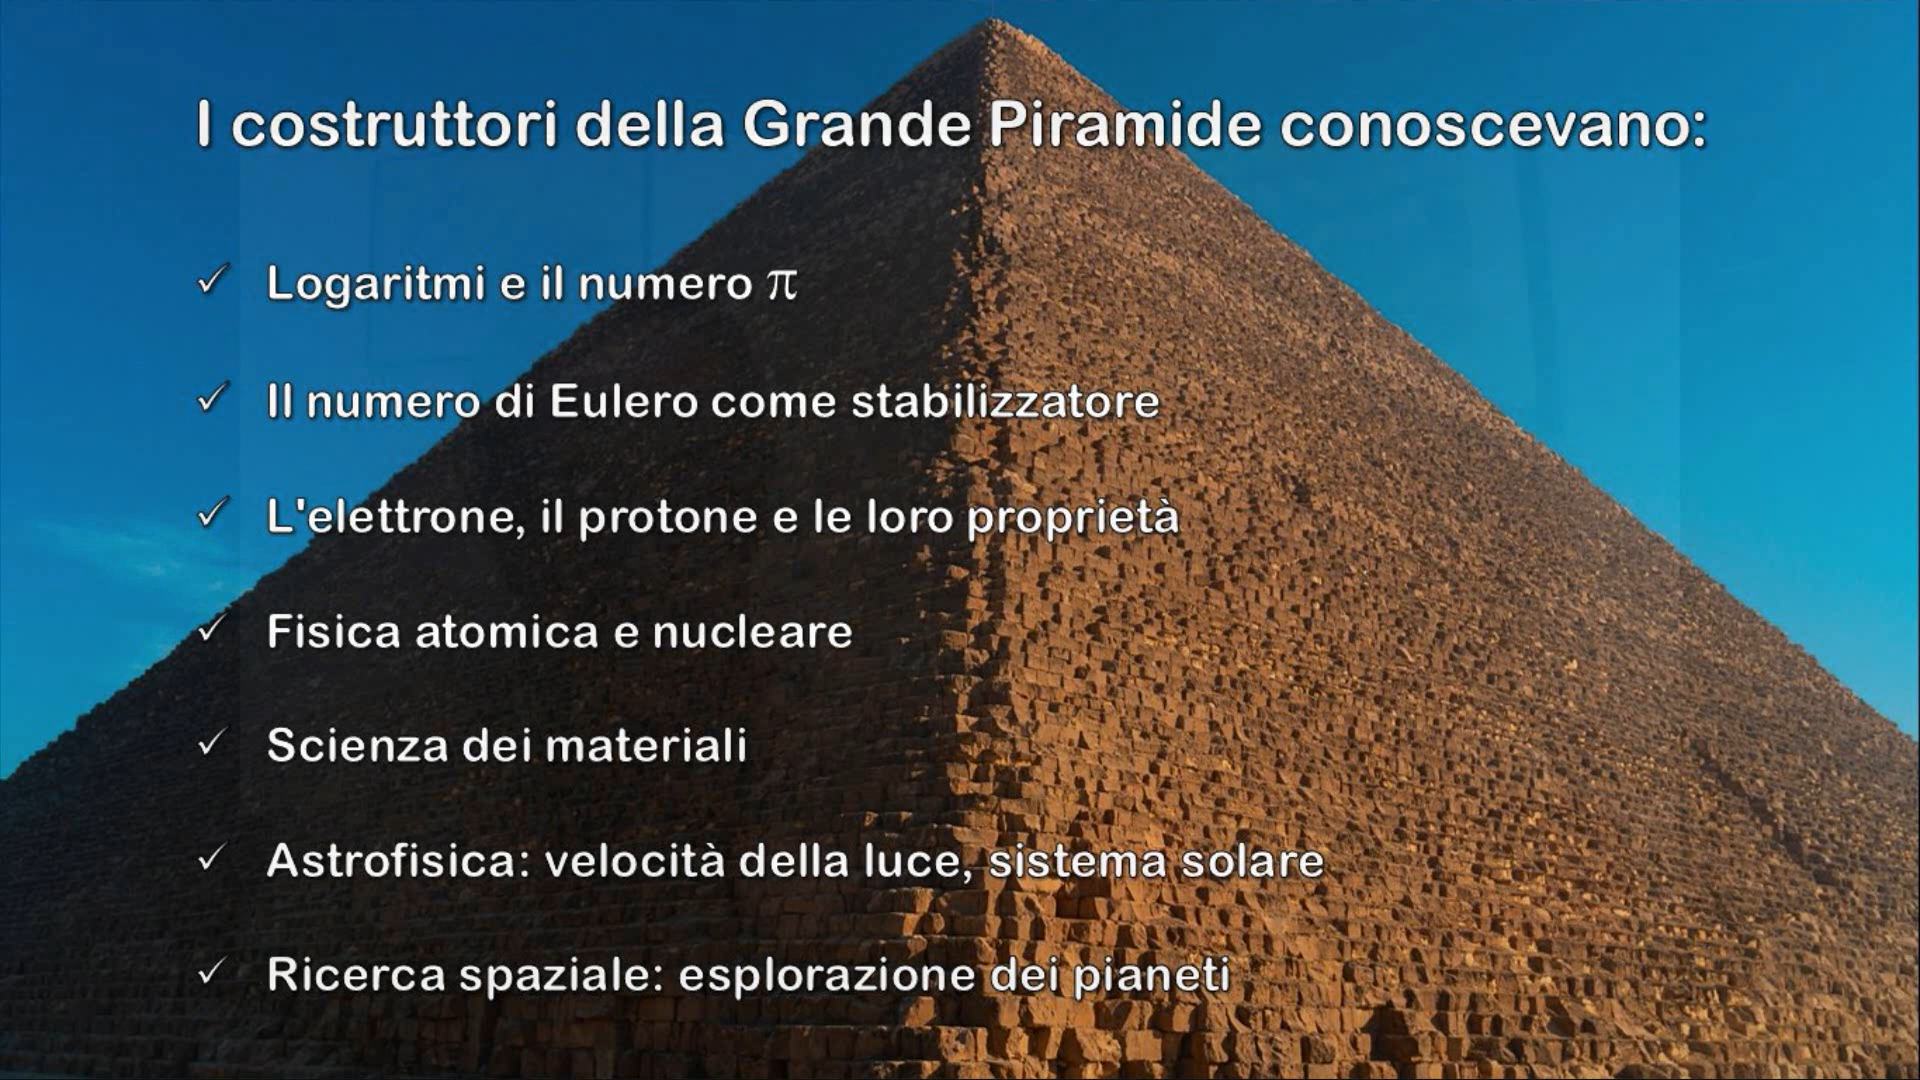 I costruttori della Grande Piramide conoscevano:
✓ Logaritmi e il numero π
✓ Il numero di Eulero come stabilizzatore
✓ L'elettrone, il protone e le loro proprietà
✓ Fisica atomica e nucleare
✓ Scienza dei materiali
✓ Astrofisica: velocità della luce, sistema solare
✓ Ricerca spaziale: esplorazione dei pianeti